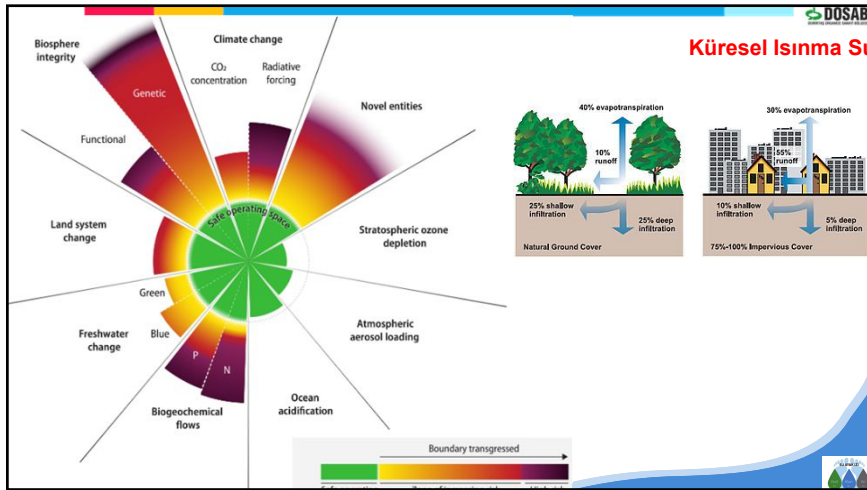 DOSAB
Küresel Isınma Su
Biosphere
integrity
Climate change
CO₂
concentration
Radiative
forcing
Genetic
Functional
Novel entities
Safe operating space
Land system
change
Stratospheric ozone
depletion
Green
Freshwater
change
Blue
Atmospheric
aerosol loading
P
N
Biogeochemical
flows
Ocean
acidification
Boundary transgressed
40% evapotranspiration
10%
runoff
25% shallow
infiltration
25% deep
infiltration
Natural Ground Cover
30% evapotranspiration
55%
runoff
10% shallow
infiltration
5% deep
infiltration
75%-100% Impervious Cover